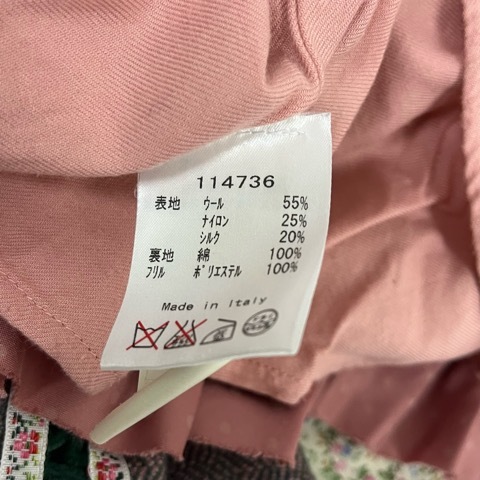 114736
表地 ウール 55%
ナイロン 25%
シルク 20%
裏地 綿 100%
フリル ポリエステル 100%
Made in Italy